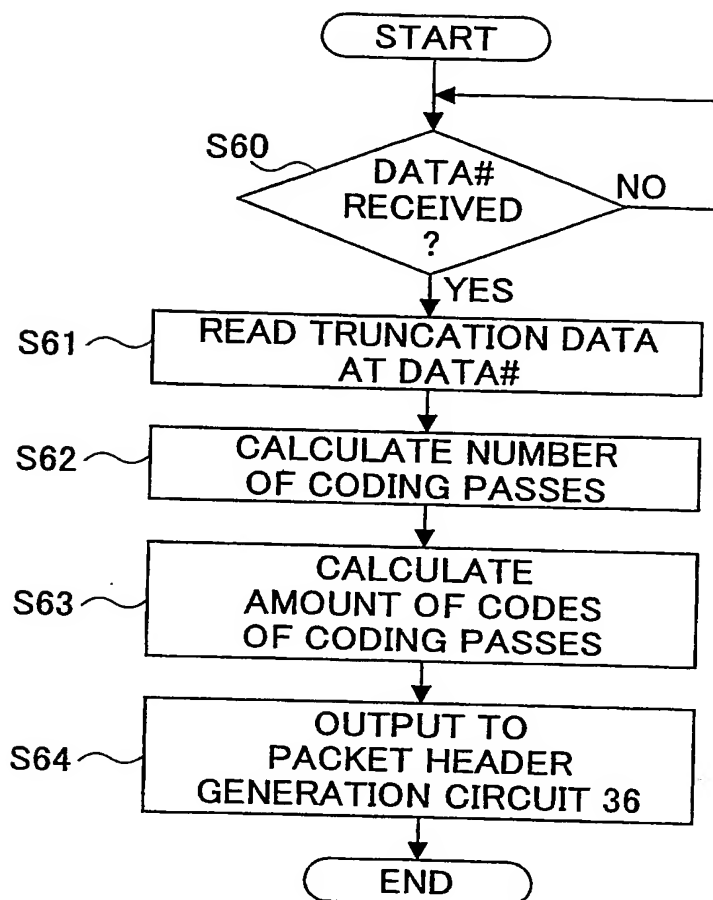 START
S60
DATA#
RECEIVED
?
NO
YES
S61
READ TRUNCATION DATA
AT DATA#
S62
CALCULATE NUMBER
OF CODING PASSES
S63
CALCULATE
AMOUNT OF CODES
OF CODING PASSES
S64
OUTPUT TO
PACKET HEADER
GENERATION CIRCUIT 36
END